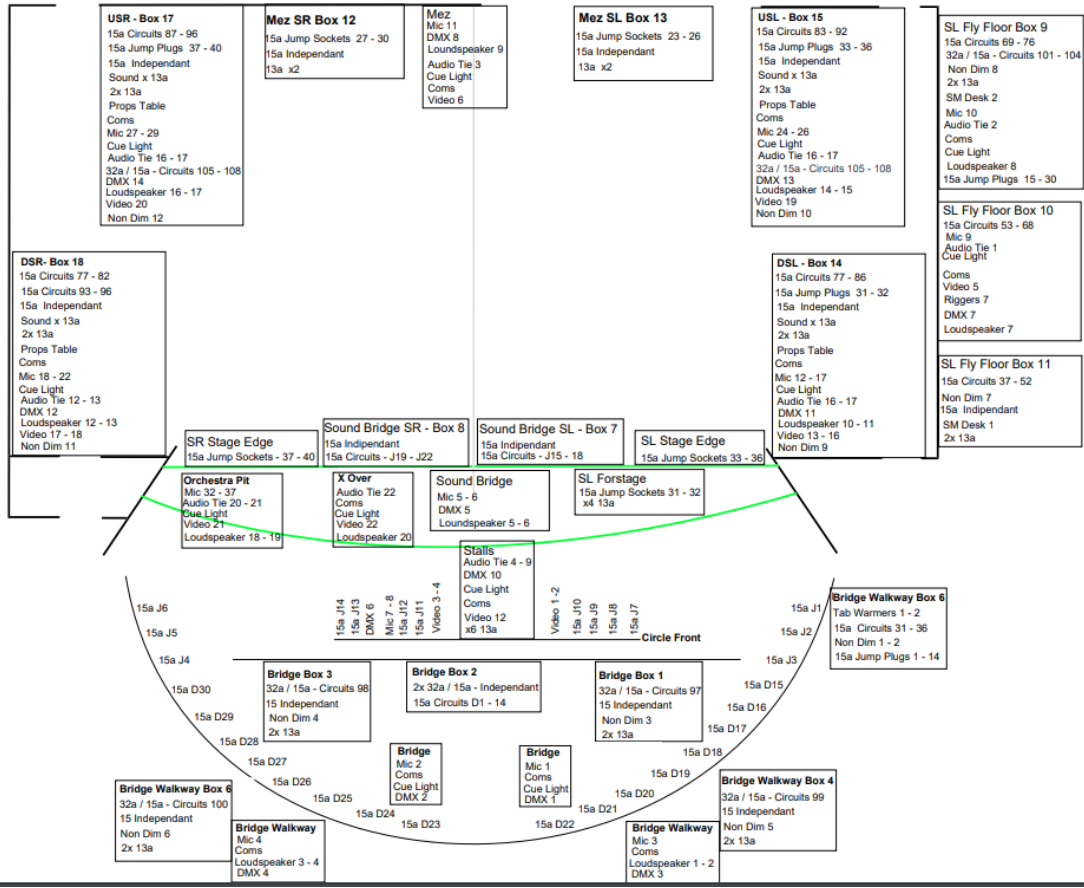 USR - Box 17
15a Circuits 87 - 96
15a Jump Plugs 37 - 40
15a Independant
Sound x 13a
2x 13a
Props Table
Coms
Mic 27 - 29
Cue Light
Audio Tie 16 - 17
32a / 15a - Circuits 105 - 108
DMX 14
Loudspeaker 16 - 17
Video 20
Non Dim 12
Mez SR Box 12
15a Jump Sockets 27 - 30
15a Independant
13a x2
Mez
Mic 11
DMX 8
Loundspeaker 9
Audio Tie 3
Cue Light
Coms
Video 6
Mez SL Box 13
15a Jump Sockets 23 - 26
15a Independant
13a x2
USL - Box 15
15a Circuits 83 - 92
15a Jump Plugs 33 - 36
15a Independant
Sound x 13a
2x 13a
Props Table
Coms
Mic 24 - 26
Cue Light
Audio Tie 16 - 17
32a / 15a - Circuits 105 - 108
DMX 13
Loudspeaker 14 - 15
Video 19
Non Dim 10
SL Fly Floor Box 9
15a Circuits 69 - 76
32a / 15a - Circuits 101 - 104
Non Dim 8
2x 13a
SM Desk 2
Mic 10
Audio Tie 2
Coms
Cue Light
Loudspeaker 8
15a Jump Plugs 15 - 30
SL Fly Floor Box 10
15a Circuits 53 - 68
Mic 9
Audio Tie 1
Cue Light
Coms
Video 5
Riggers 7
DMX 7
Loudspeaker 7
SL Fly Floor Box 11
15a Circuits 37 - 52
Non Dim 7
15a Indipendant
SM Desk 1
2x 13a
DSR- Box 18
15a Circuits 77 - 82
15a Circuits 93 - 96
15a Independant
Sound x 13a
2x 13a
Props Table
Coms
Mic 18 - 22
Cue Light
Audio Tie 12 - 13
DMX 12
Loudspeaker 12 - 13
Video 17 - 18
Non Dim 11
DSL - Box 14
15a Circuits 77 - 86
15a Jump Plugs 31 - 32
15a Independant
Sound x 13a
2x 13a
Props Table
Coms
Mic 12 - 17
Cue Light
Audio Tie 16 - 17
DMX 11
Loudspeaker 10 - 11
Video 13 - 16
Non Dim 9
SR Stage Edge
15a Jump Sockets - 37 - 40
Sound Bridge SR - Box 8
15a Indipendant
15a Circuits - J19 - J22
Sound Bridge SL - Box 7
15a Indipendant
15a Circuits - J15 - 18
SL Stage Edge
15a Jump Sockets 33 - 36
Orchestra Pit
Mic 32 - 37
Audio Tie 20 - 21
Cue Light
Video 21
Loudspeaker 18 - 19
X Over
Audio Tie 22
Coms
Cue Light
Video 22
Loudspeaker 20
Sound Bridge
Mic 5 - 6
DMX 5
Loundspeaker 5 - 6
SL Forstage
15a Jump Sockets 31 - 32
x4 13a
Stalls
Audio Tie 4 - 9
DMX 10
Cue Light
Coms
Video 12
x6 13a
15a J14
15a J13
DMX 6
Mic 7 - 8
15a J12
15a J11
Video 3 - 4
Video 1 -2
15a J10
15a J9
15a J8
15a J7
Circle Front
15a J6
15a J5
15a J4
15a D30
15a D29
15a D28
15a D27
15a D26
15a D25
15a D24
15a D23
15a J1
15a J2
15a J3
15a D15
15a D16
15a D17
15a D18
15a D19
15a D20
15a D21
15a D22
Bridge Walkway Box 6
Tab Warmers 1 - 2
15a Circuits 31 - 36
Non Dim 1 - 2
15a Jump Plugs 1 - 14
Bridge Box 3
32a / 15a - Circuits 98
15 Independant
Non Dim 4
2x 13a
Bridge Box 2
2x 32a / 15a - Independant
15a Circuits D1 - 14
Bridge Box 1
32a / 15a - Circuits 97
15 Independant
Non Dim 3
2x 13a
Bridge
Mic 2
Coms
Cue Light
DMX 2
Bridge
Mic 1
Coms
Cue Light
DMX 1
Bridge Walkway Box 6
32a / 15a - Circuits 100
15 Independant
Non Dim 6
2x 13a
Bridge Walkway
Mic 4
Coms
Loudspeaker 3 - 4
DMX 4
Bridge Walkway
Mic 3
Coms
Loudspeaker 1 - 2
DMX 3
Bridge Walkway Box 4
32a / 15a - Circuits 99
15 Independant
Non Dim 5
2x 13a